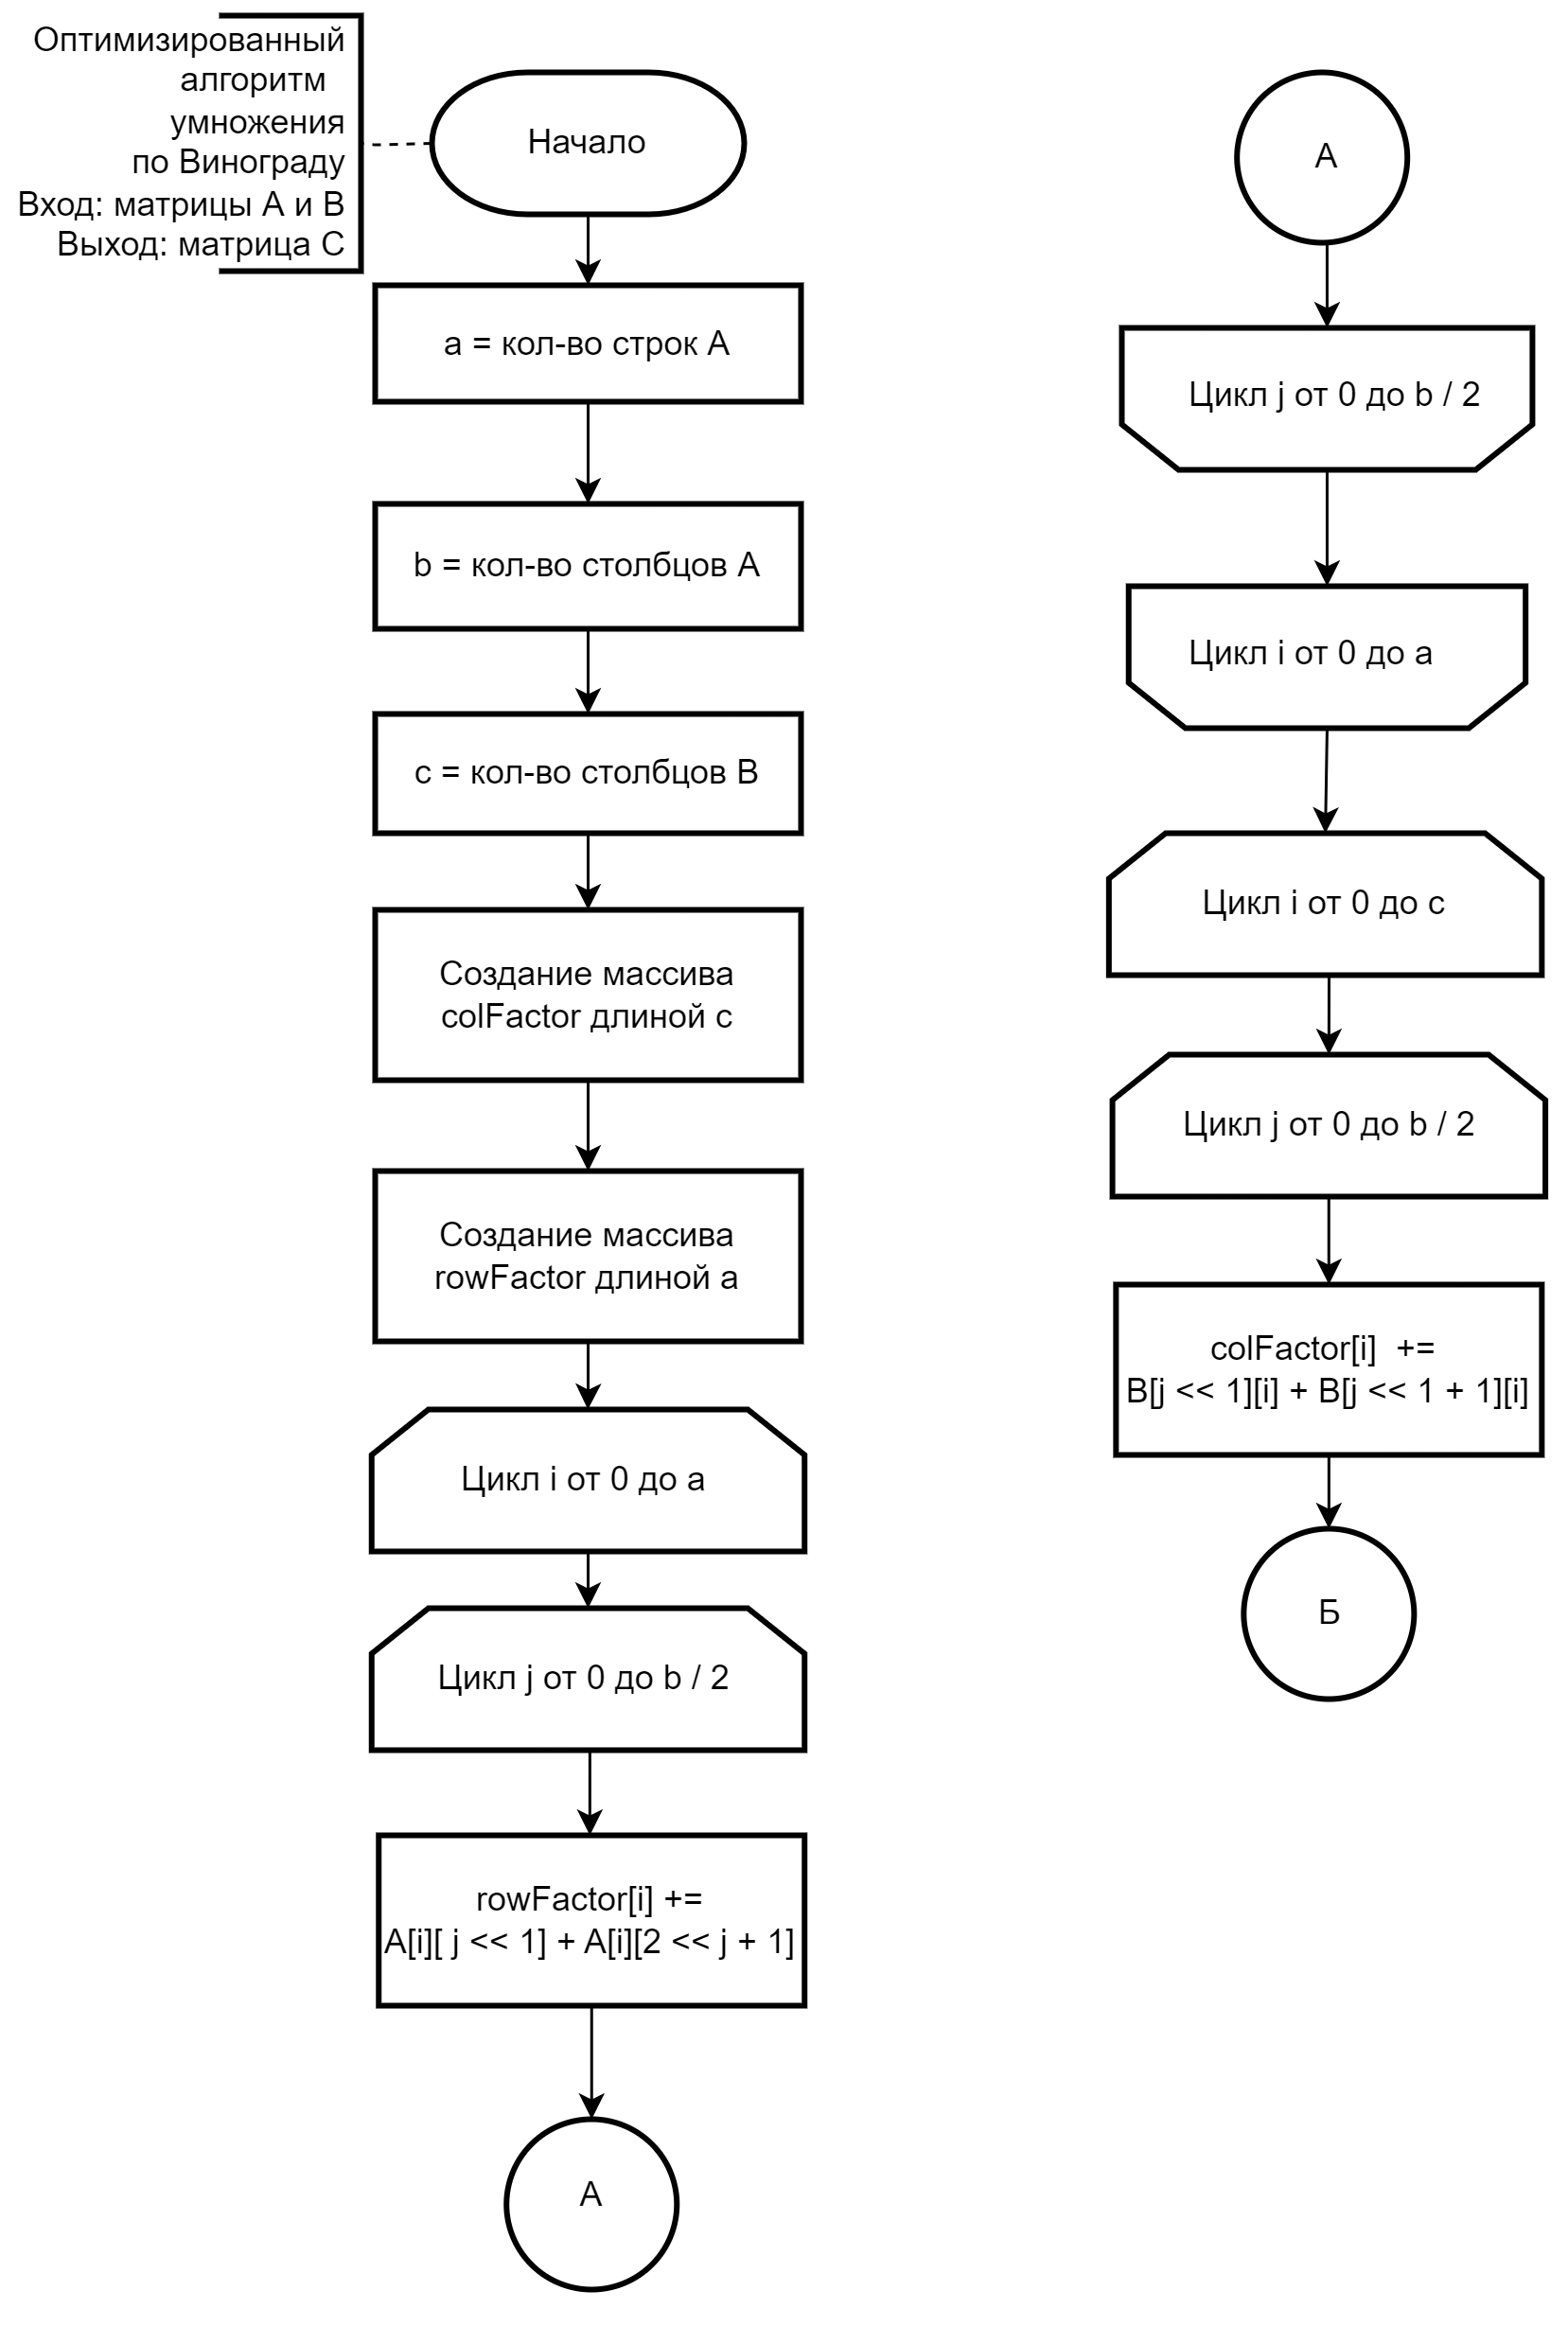 Оптимизированный
алгоритм
умножения
по Винограду
Вход: матрицы А и В
Выход: матрица С
Начало
a = кол-во строк A
b = кол-во столбцов A
c = кол-во столбцов B
Создание массива
colFactor длиной c
Создание массива
rowFactor длиной a
Цикл i от 0 до a
Цикл j от 0 до b / 2
rowFactor[i] +=
A[i][ j << 1] + A[i][2 << j + 1]
А
А
Цикл j от 0 до b / 2
Цикл i от 0 до a
Цикл i от 0 до c
Цикл j от 0 до b / 2
colFactor[i]  +=
B[j << 1][i] + B[j << 1 + 1][i]
Б